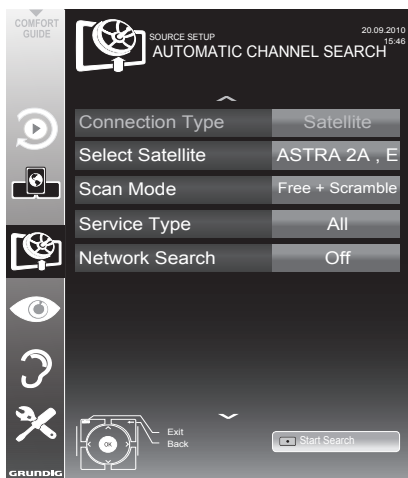 COMFORT
GUIDE
SOURCE SETUP
20.09.2010
15:46
AUTOMATIC CHANNEL SEARCH
Connection Type Satellite
Select Satellite ASTRA 2A , E
Scan Mode Free + Scramble
Service Type All
Network Search Off
OK
Exit
Back
Start Search
GRUNDIG